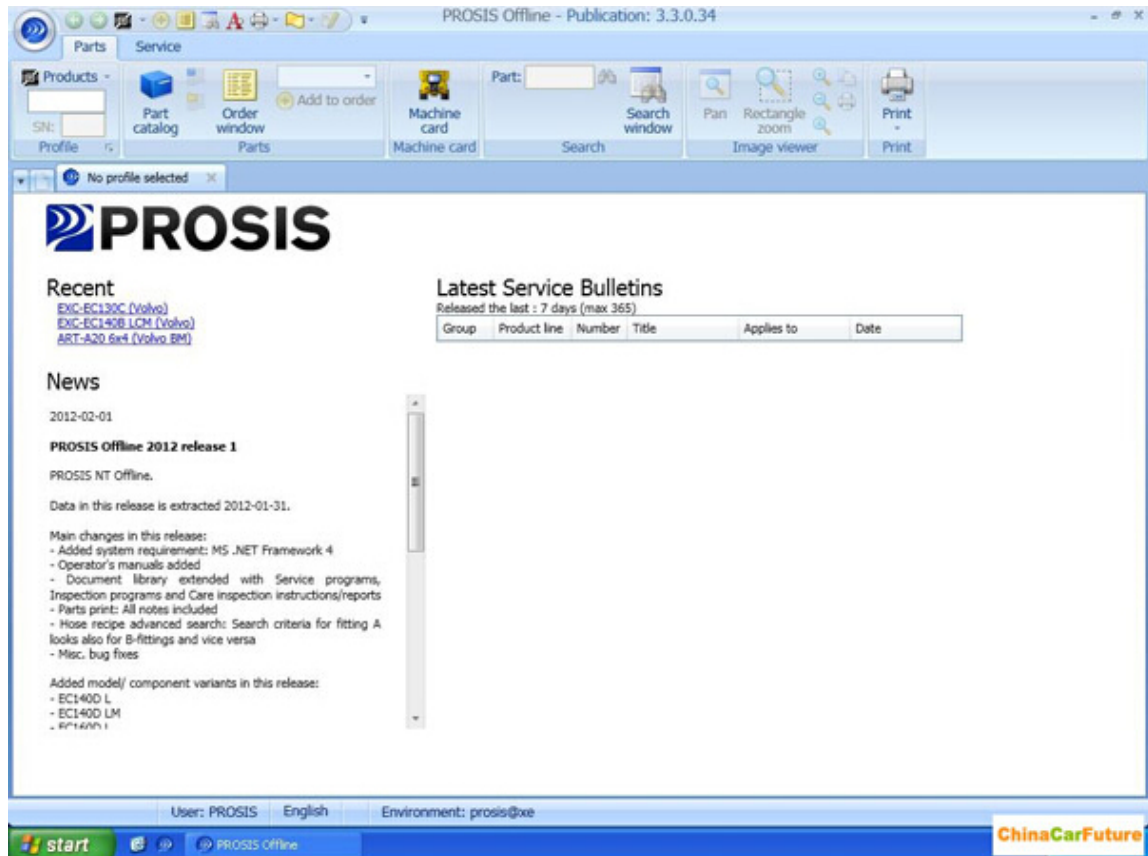 PROSIS Offline - Publication: 3.3.0.34
Parts Service
Products
Part:
SN:
Part catalog
Order window
Add to order
Machine card
Search window
Pan
Rectangle zoom
Print
Profile
Parts
Machine card
Search
Image viewer
Print
No profile selected
PROSIS
Recent
EXC-EC130C (Volvo)
EXC-EC140B LCM (Volvo)
ART-A20 6x4 (Volvo BM)
Latest Service Bulletins
Released the last : 7 days (max 365)
Group Product line Number Title Applies to Date
News
2012-02-01
PROSIS Offline 2012 release 1
PROSIS NT Offline.
Data in this release is extracted 2012-01-31.
Main changes in this release:
- Added system requirement: MS .NET Framework 4
- Operator's manuals added
- Document library extended with Service programs,
Inspection programs and Care inspection instructions/reports
- Parts print: All notes included
- Hose recipe advanced search: Search criteria for fitting A
looks also for B-fittings and vice versa
- Misc. bug fixes
Added model/ component variants in this release:
- EC140D L
- EC140D LM
- EC160D L
User: PROSIS English Environment: prosis@xe
start PROSIS Offline
ChinaCarFuture